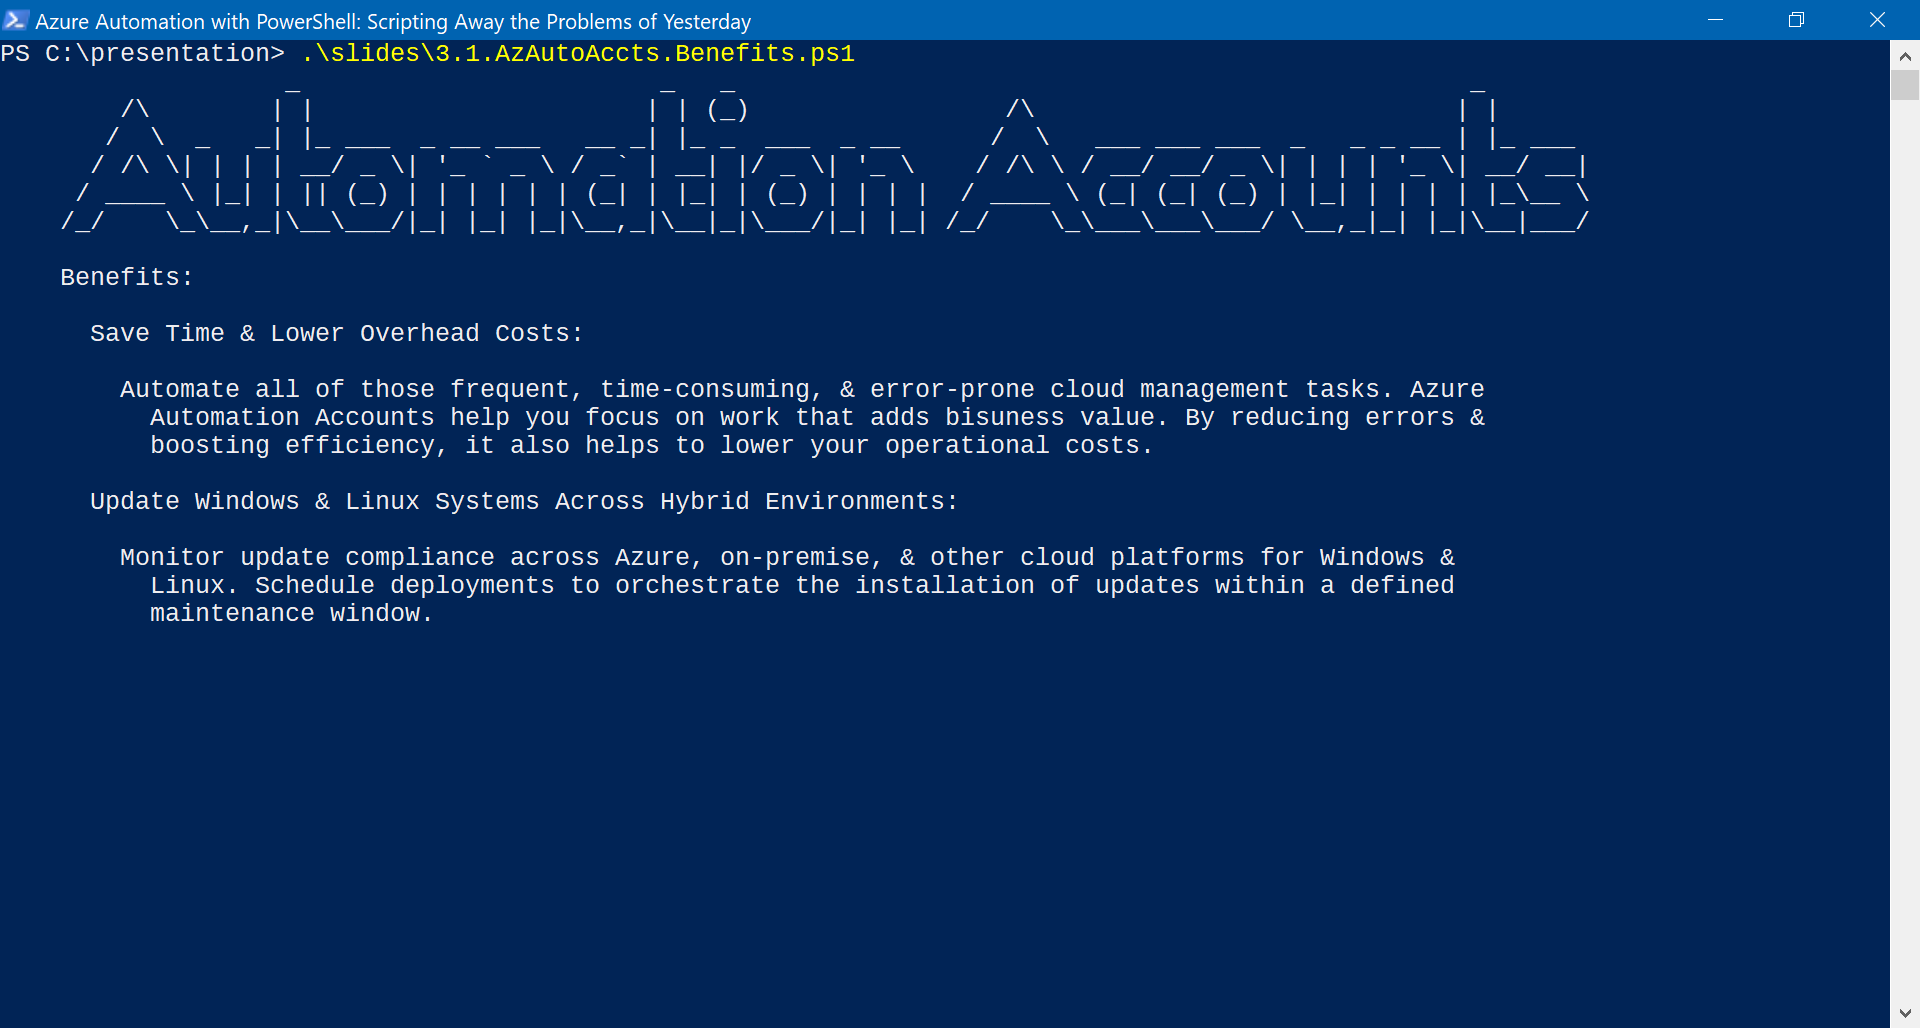 Azure Automation with PowerShell: Scripting Away the Problems of Yesterday
PS C:\presentation> .\slides\3.1.AzAutoAccts.Benefits.ps1
Automation Accounts
Benefits:
Save Time & Lower Overhead Costs:
Automate all of those frequent, time-consuming, & error-prone cloud management tasks. Azure
Automation Accounts help you focus on work that adds bisuness value. By reducing errors &
boosting efficiency, it also helps to lower your operational costs.
Update Windows & Linux Systems Across Hybrid Environments:
Monitor update compliance across Azure, on-premise, & other cloud platforms for Windows &
Linux. Schedule deployments to orchestrate the installation of updates within a defined
maintenance window.